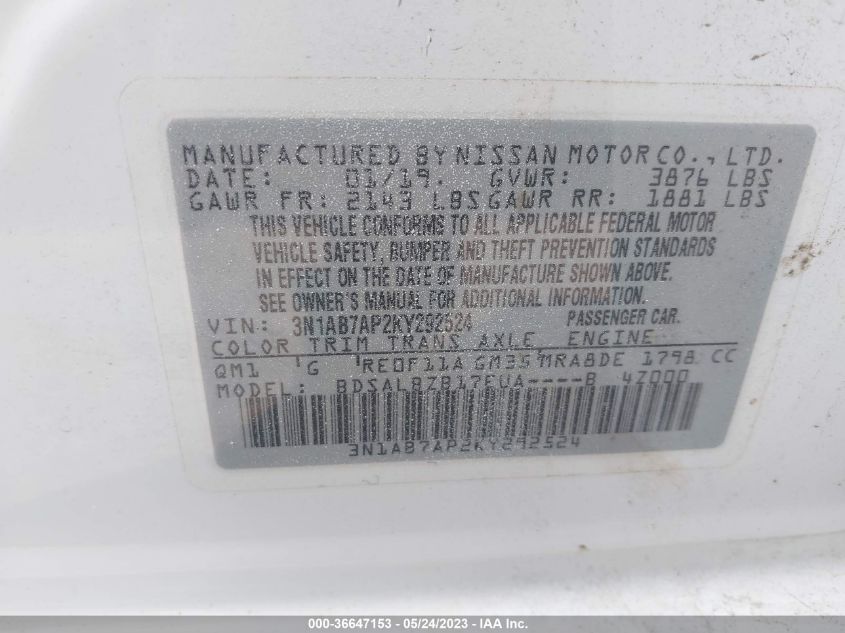 MANUFACTURED BY NISSAN MOTOR CO., LTD.
DATE: 01/19. GVWR: 3876 LBS
GAWR FR: 2143 LBS GAWR RR: 1881 LBS
THIS VEHICLE CONFORMS TO ALL APPLICABLE FEDERAL MOTOR
VEHICLE SAFETY, BUMPER AND THEFT PREVENTION STANDARDS
IN EFFECT ON THE DATE OF MANUFACTURE SHOWN ABOVE.
SEE OWNER'S MANUAL FOR ADDITIONAL INFORMATION.
VIN: 3N1AB7AP2KY292524 PASSENGER CAR.
COLOR TRIM TRANS AXLE ENGINE
QM1 G RE0F11A GM35 MRA8DE 1798 CC
MODEL: BDSALBZB17EUA----B 4Z000
3N1AB7AP2KY292524
000-36647153 - 05/24/2023 - IAA Inc.